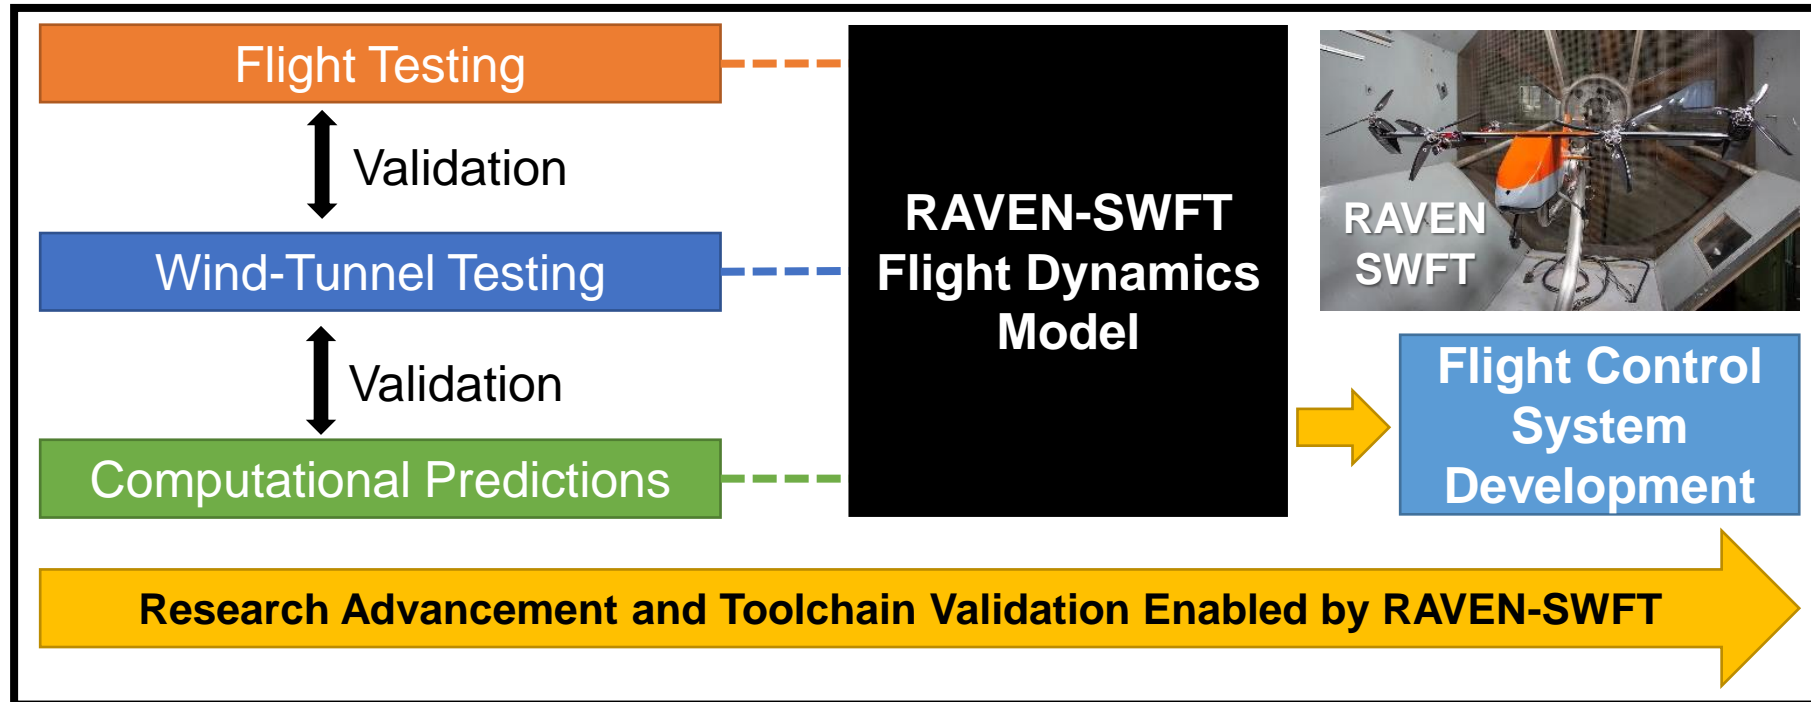 Flight Testing
Validation
Wind-Tunnel Testing
Validation
Computational Predictions
RAVEN-SWFT
Flight Dynamics
Model
RAVEN
SWFT
Flight Control
System
Development
Research Advancement and Toolchain Validation Enabled by RAVEN-SWFT